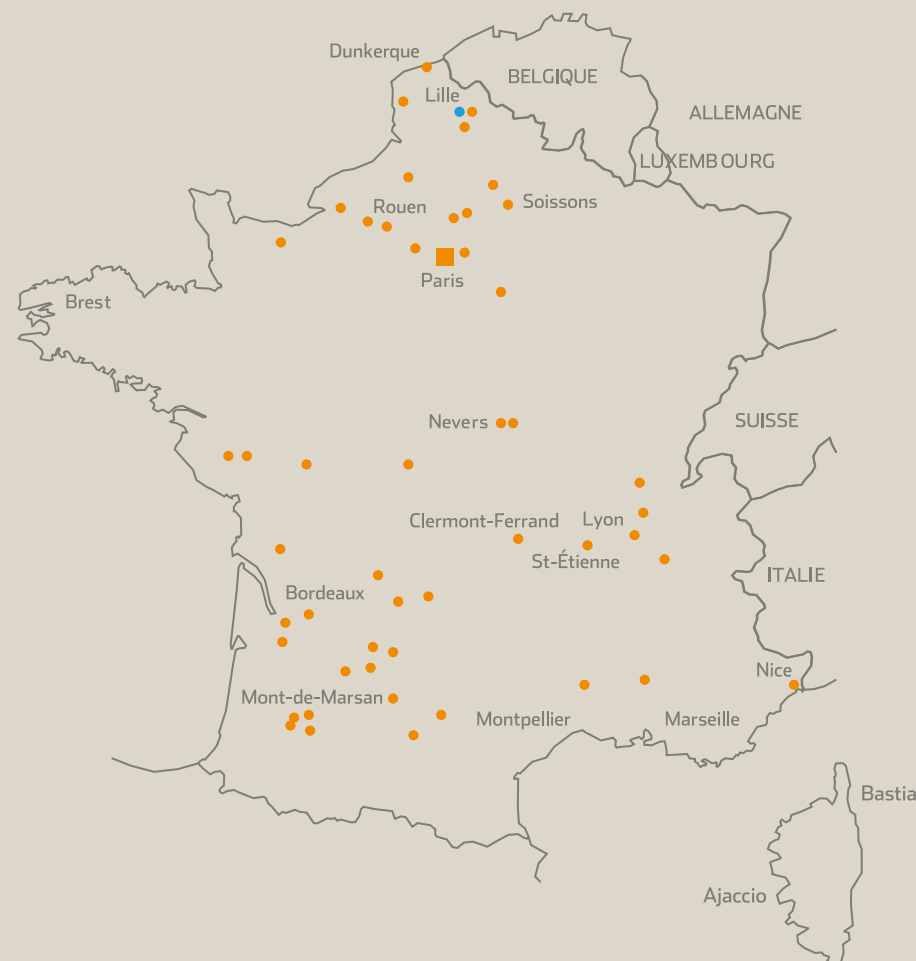 Dunkerque
BELGIQUE
Lille
ALLEMAGNE
LUXEMBOURG
Rouen
Soissons
Paris
Brest
Nevers
SUISSE
Clermont-Ferrand
Lyon
St-Étienne
ITALIE
Bordeaux
Nice
Mont-de-Marsan
Montpellier
Marseille
Bastia
Ajaccio